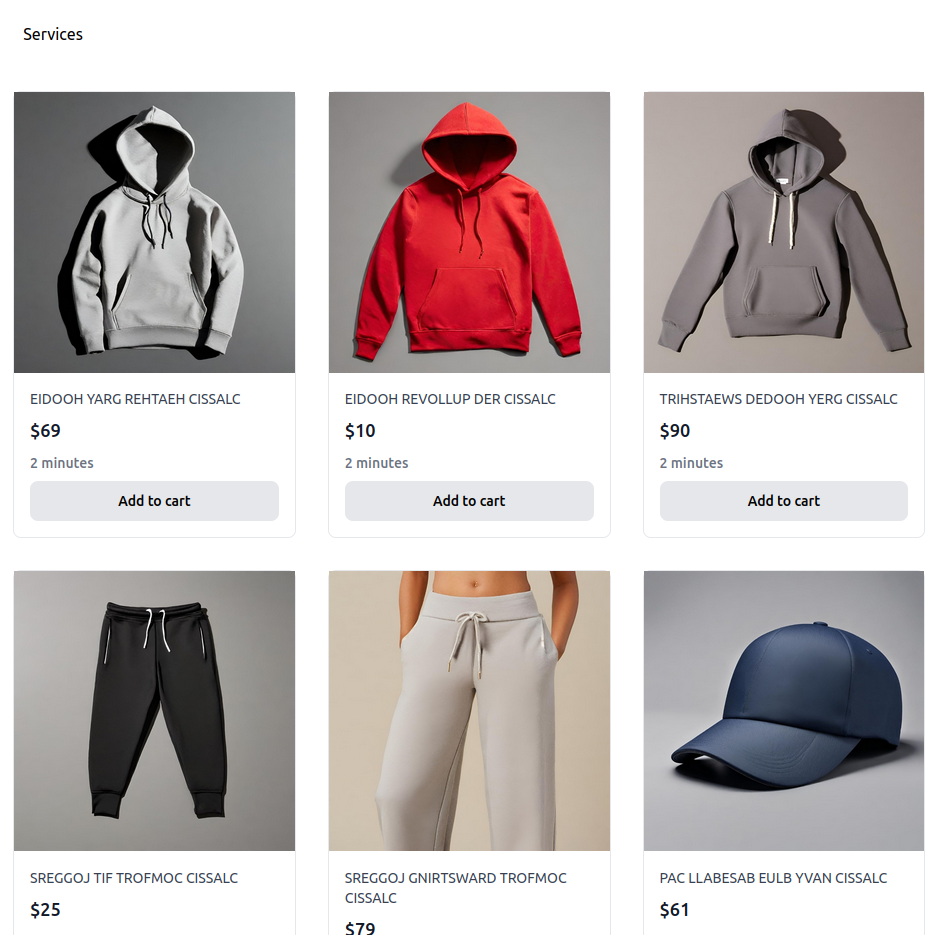 Services
EIDOOH YARG REHTAEH CISSALC
$69
2 minutes
Add to cart
EIDOOH REVOLLUP DER CISSALC
$10
2 minutes
Add to cart
TRIHSTAEWS DEDOOH YERG CISSALC
$90
2 minutes
Add to cart
SREGGOJ TIF TROFMOC CISSALC
$25
SREGGOJ GNIRTSWARD TROFMOC
CISSALC
$79
PAC LLABESAB EULB YVAN CISSALC
$61